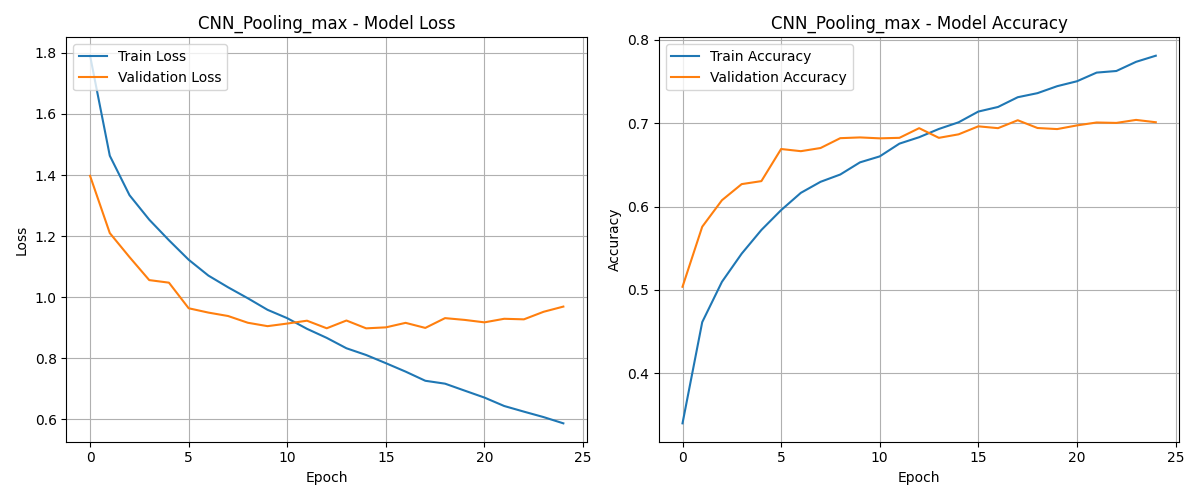 CNN_Pooling_max - Model Loss
Train Loss
Validation Loss
1.8
1.6
1.4
1.2
1.0
0.8
0.6
Loss
0 5 10 15 20 25
Epoch
CNN_Pooling_max - Model Accuracy
Train Accuracy
Validation Accuracy
0.8
0.7
0.6
0.5
0.4
Accuracy
0 5 10 15 20 25
Epoch